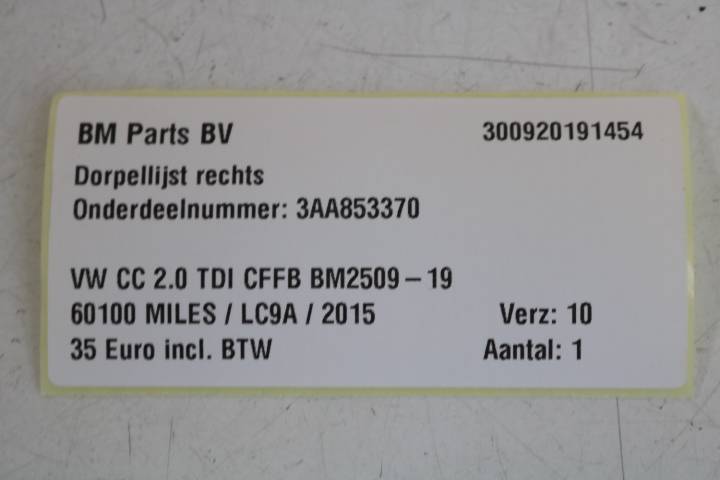 BM Parts BV 300920191454
Dorpellijst rechts
Onderdeelnummer: 3AA853370
VW CC 2.0 TDI CFFB BM2509 – 19
60100 MILES / LC9A / 2015 Verz: 10
35 Euro incl. BTW Aantal: 1